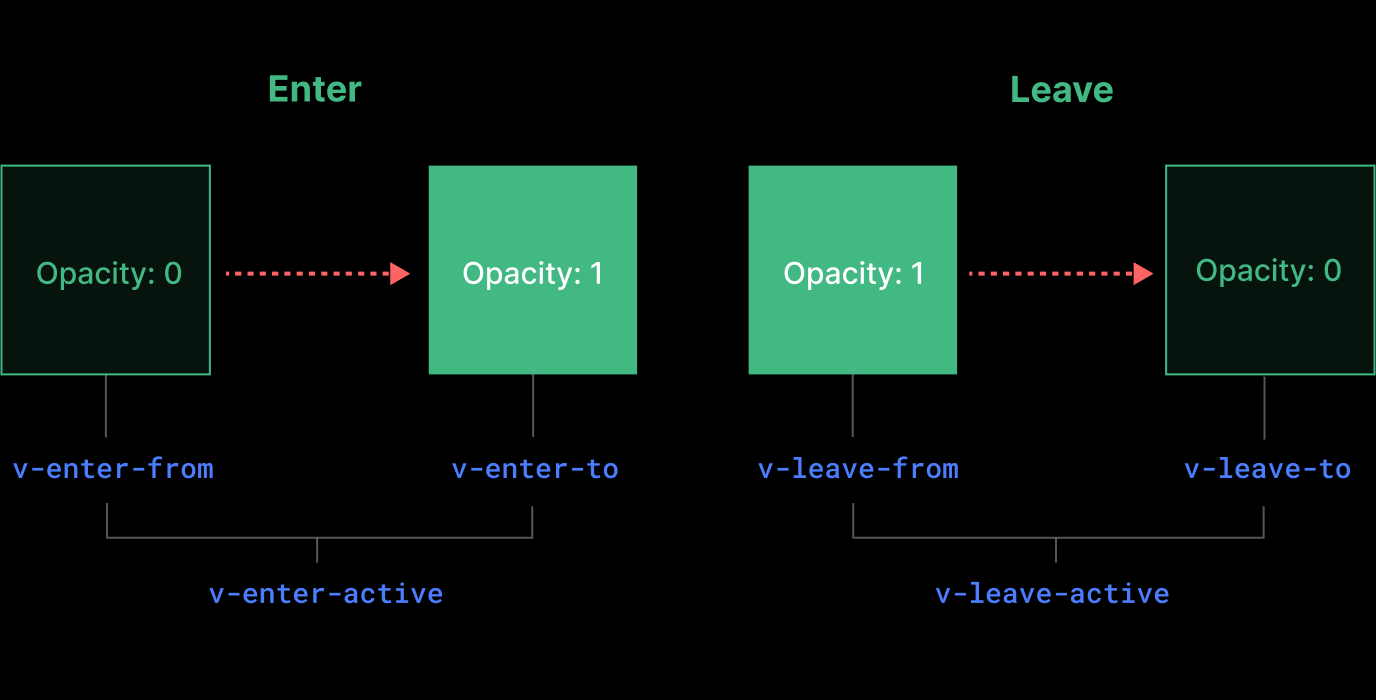 Enter
Leave
Opacity: 0
Opacity: 1
Opacity: 1
Opacity: 0
v-enter-from
v-enter-to
v-leave-from
v-leave-to
v-enter-active
v-leave-active